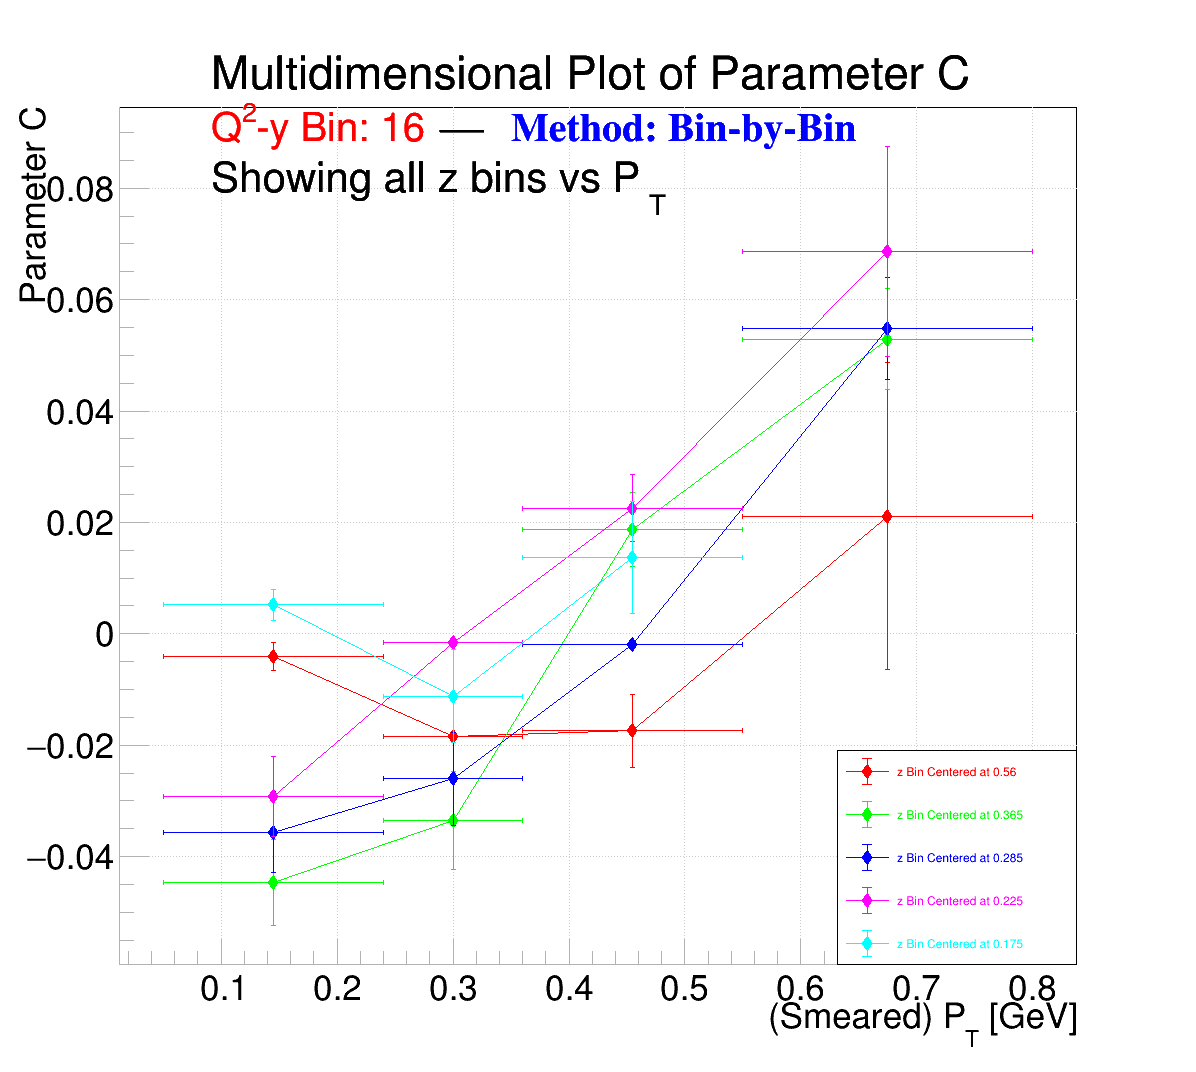 Multidimensional Plot of Parameter C
Q2-y Bin: 16 — Method: Bin-by-Bin
Showing all z bins vs P T
Parameter C
0.08
0.06
0.04
0.02
0
−0.02
−0.04
z Bin Centered at 0.56
z Bin Centered at 0.365
z Bin Centered at 0.285
z Bin Centered at 0.225
z Bin Centered at 0.175
0.1 0.2 0.3 0.4 0.5 0.6 0.7 0.8
(Smeared) P T [GeV]